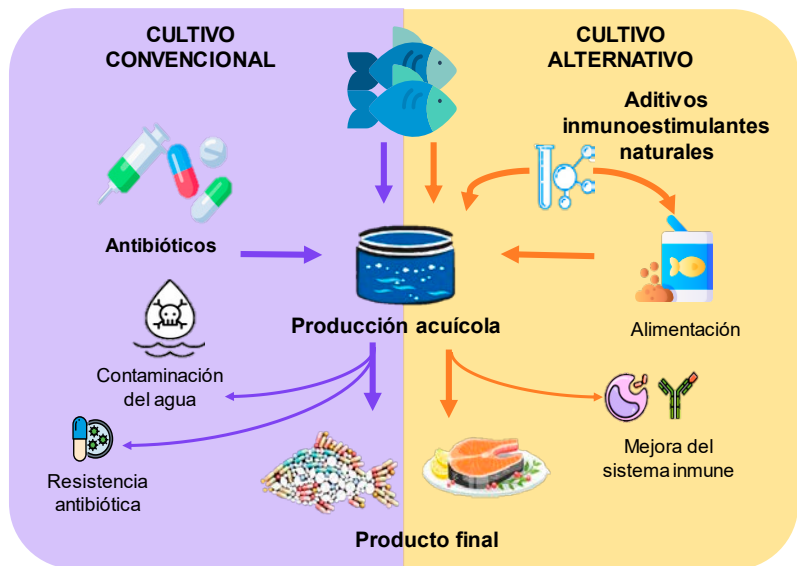 CULTIVO
CONVENCIONAL
CULTIVO
ALTERNATIVO
Aditivos
inmunoestimulantes
naturales
Antibióticos
Producción acuícola
Alimentación
Contaminación
del agua
Resistencia
antibiótica
Mejora del
sistema inmune
Producto final